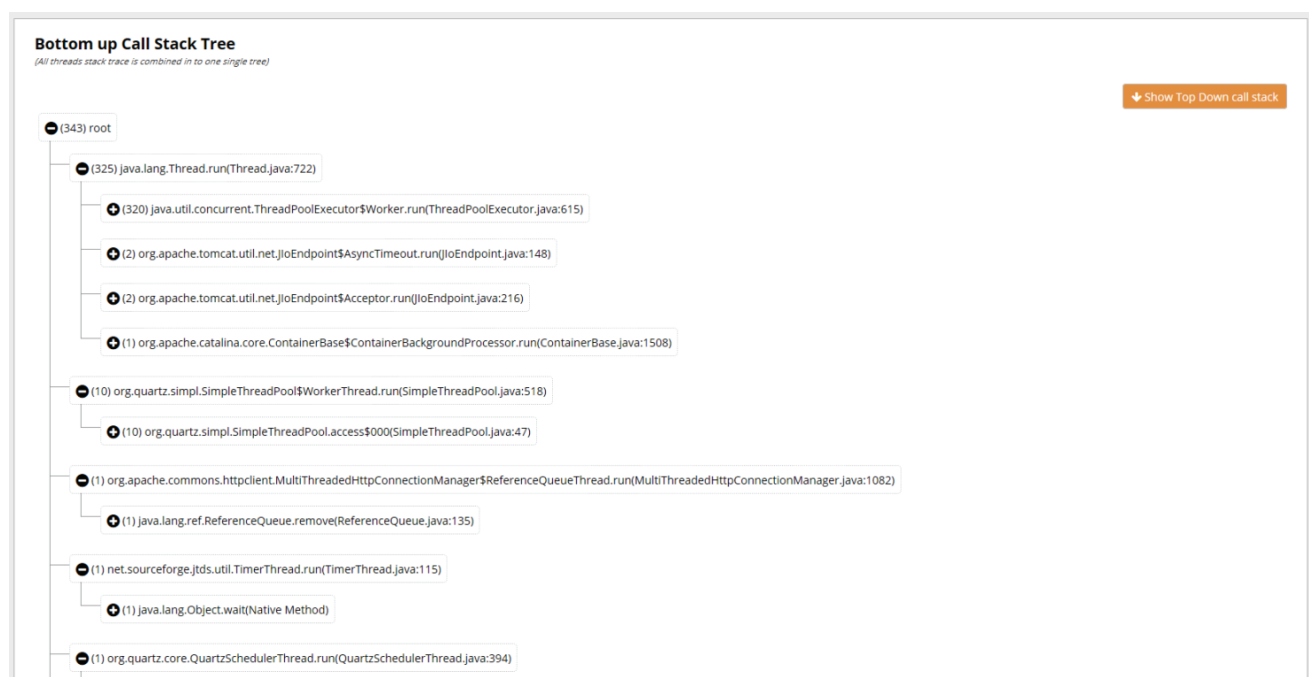 Bottom up Call Stack Tree
(All threads stack trace is combined in to one single tree)
Show Top Down call stack
(343) root
(325) java.lang.Thread.run(Thread.java:722)
(320) java.util.concurrent.ThreadPoolExecutor$Worker.run(ThreadPoolExecutor.java:615)
(2) org.apache.tomcat.util.net.JIoEndpoint$AsyncTimeout.run(JIoEndpoint.java:148)
(2) org.apache.tomcat.util.net.JIoEndpoint$Acceptor.run(JIoEndpoint.java:216)
(1) org.apache.catalina.core.ContainerBase$ContainerBackgroundProcessor.run(ContainerBase.java:1508)
(10) org.quartz.simpl.SimpleThreadPool$WorkerThread.run(SimpleThreadPool.java:518)
(10) org.quartz.simpl.SimpleThreadPool.access$000(SimpleThreadPool.java:47)
(1) org.apache.commons.httpclient.MultiThreadedHttpConnectionManager$ReferenceQueueThread.run(MultiThreadedHttpConnectionManager.java:1082)
(1) java.lang.ref.ReferenceQueue.remove(ReferenceQueue.java:135)
(1) net.sourceforge.jtds.util.TimerThread.run(TimerThread.java:115)
(1) java.lang.Object.wait(Native Method)
(1) org.quartz.core.QuartzSchedulerThread.run(QuartzSchedulerThread.java:394)